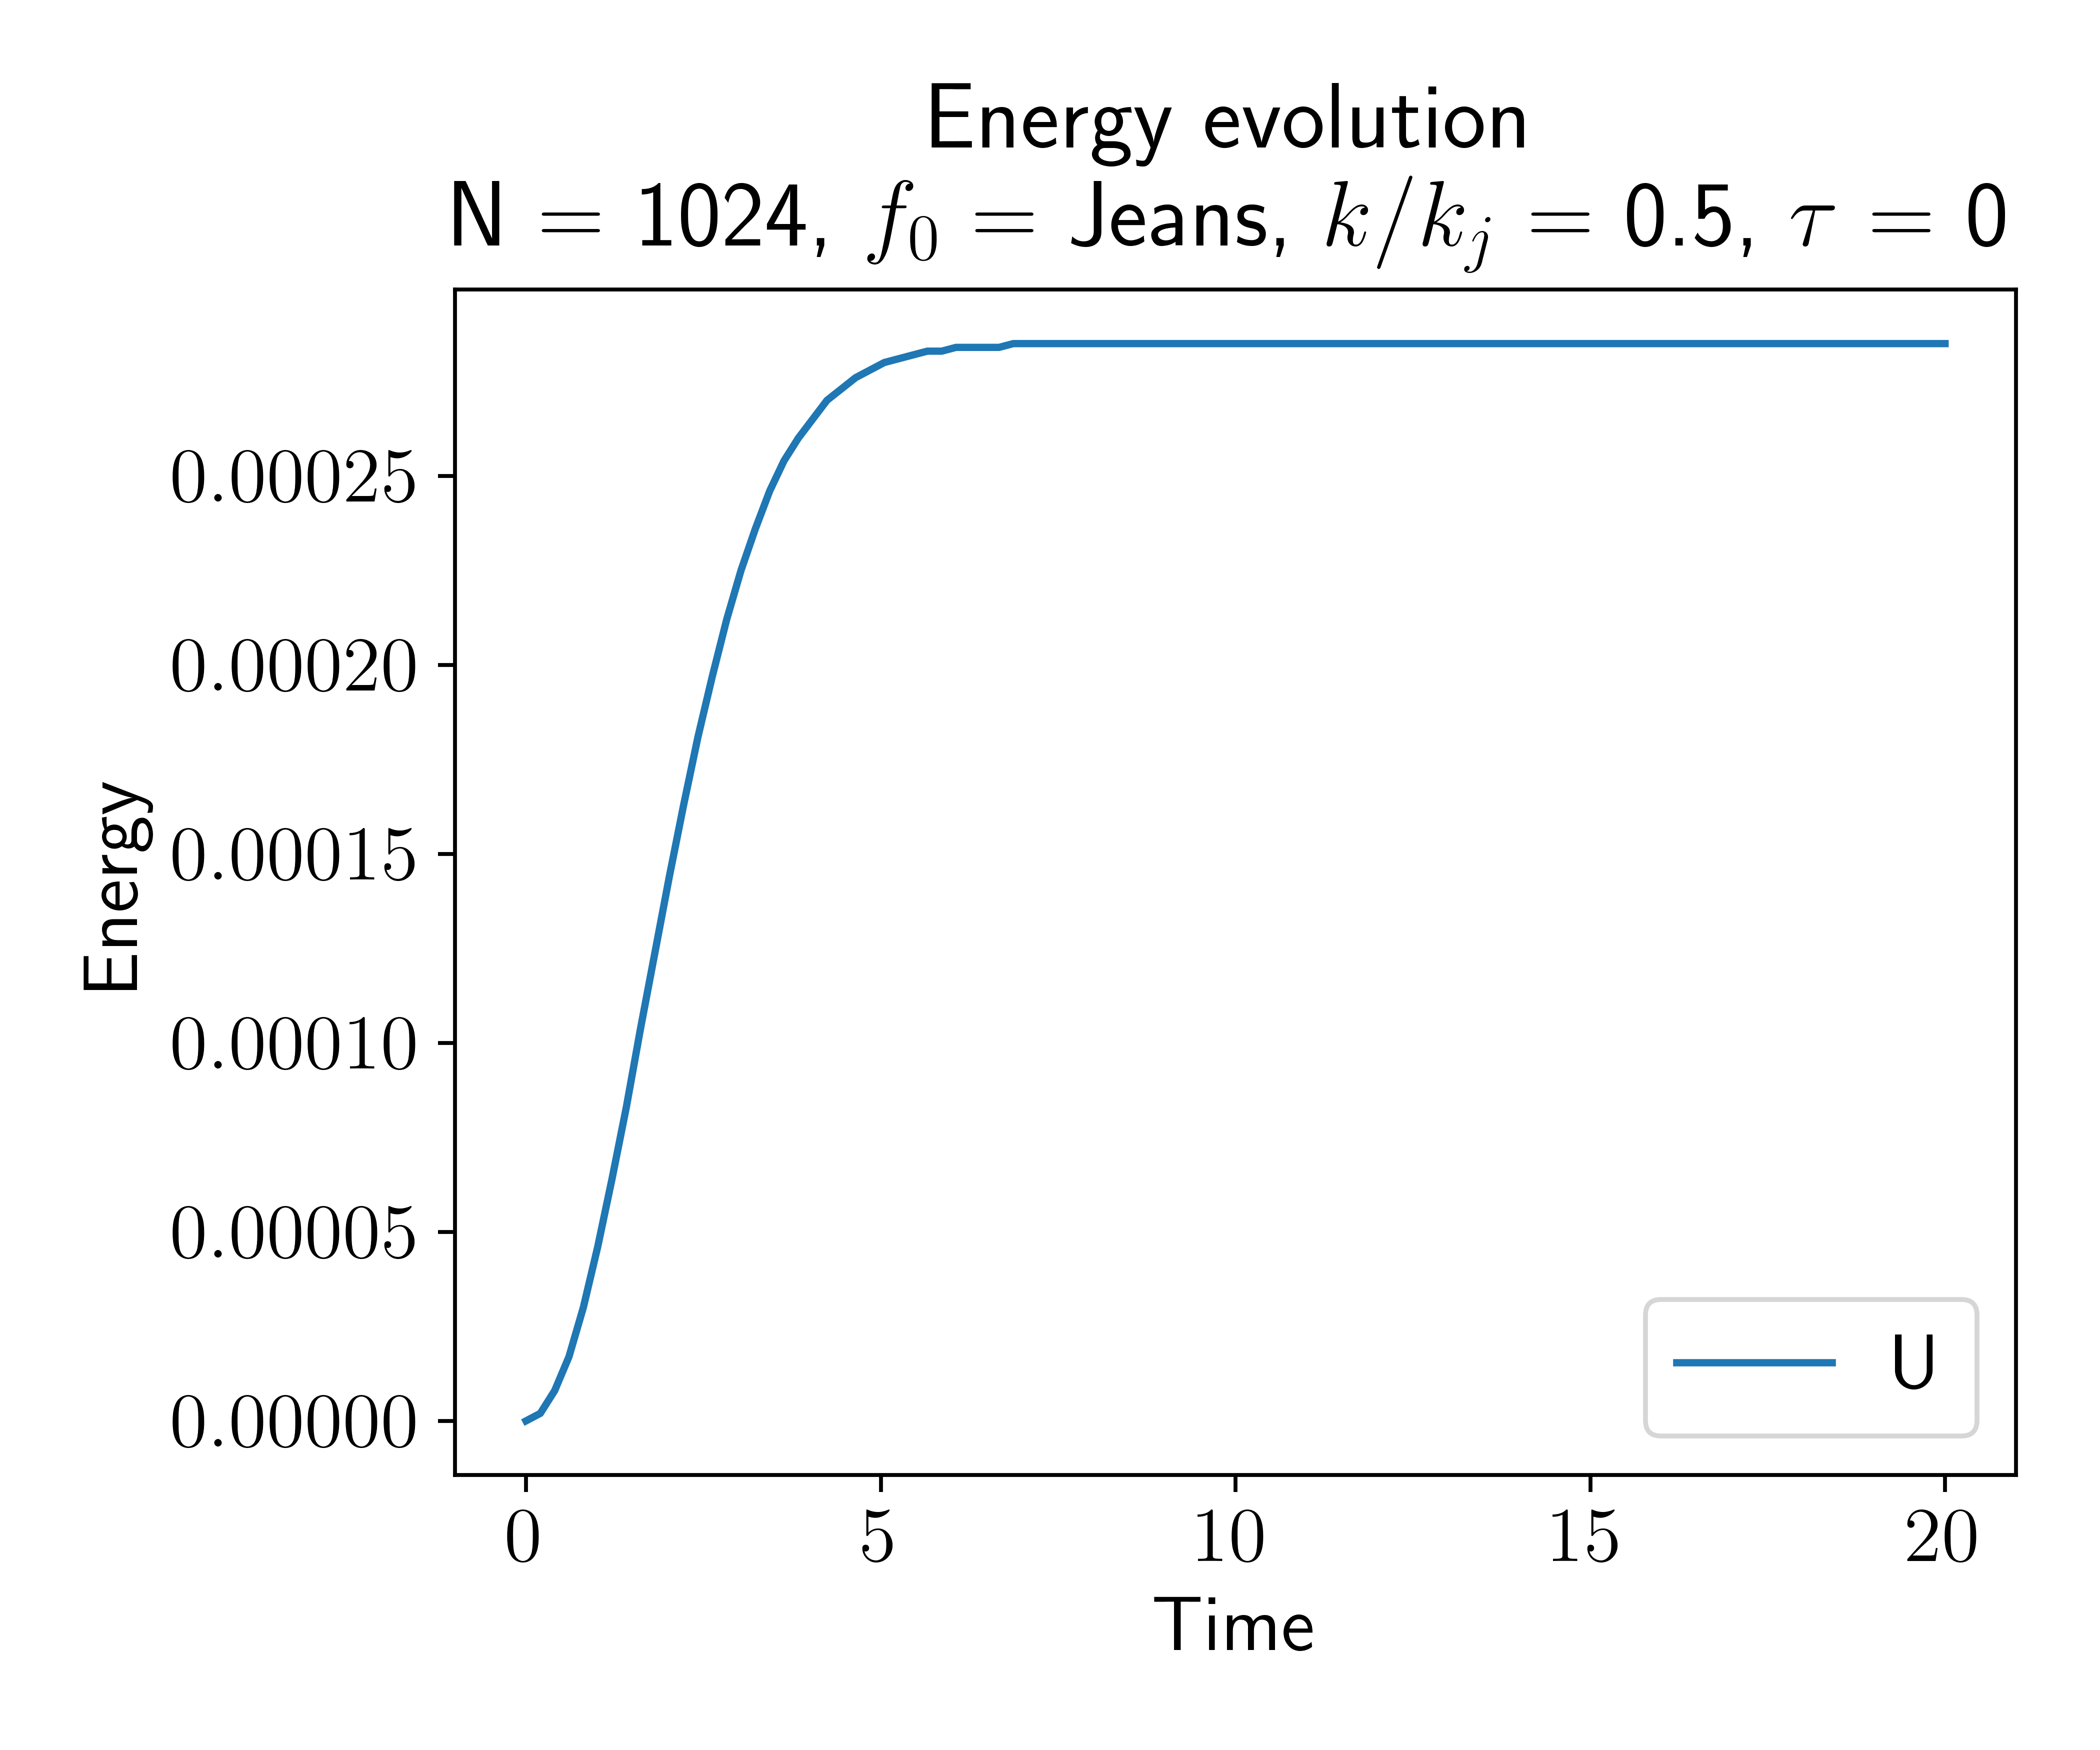 Energy evolution
N = 1024, f₀ = Jeans, k/kⱼ = 0.5, τ = 0
Energy
0.00025
0.00020
0.00015
0.00010
0.00005
0.00000
U
0 5 10 15 20
Time